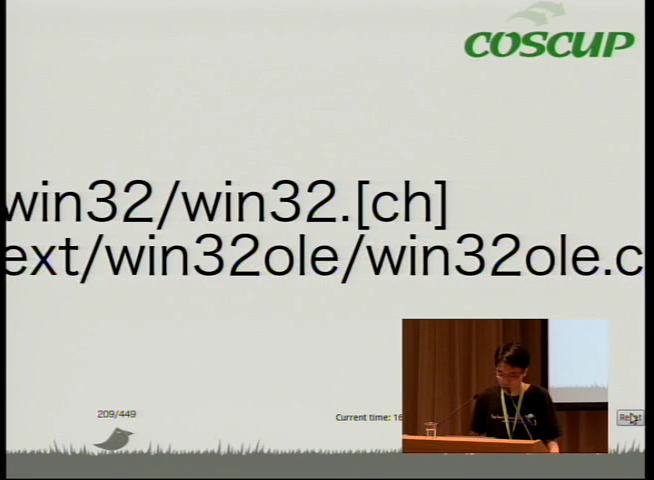 COSCUP
win32/win32.[ch]
ext/win32ole/win32ole.c
209/449
Current time: 16